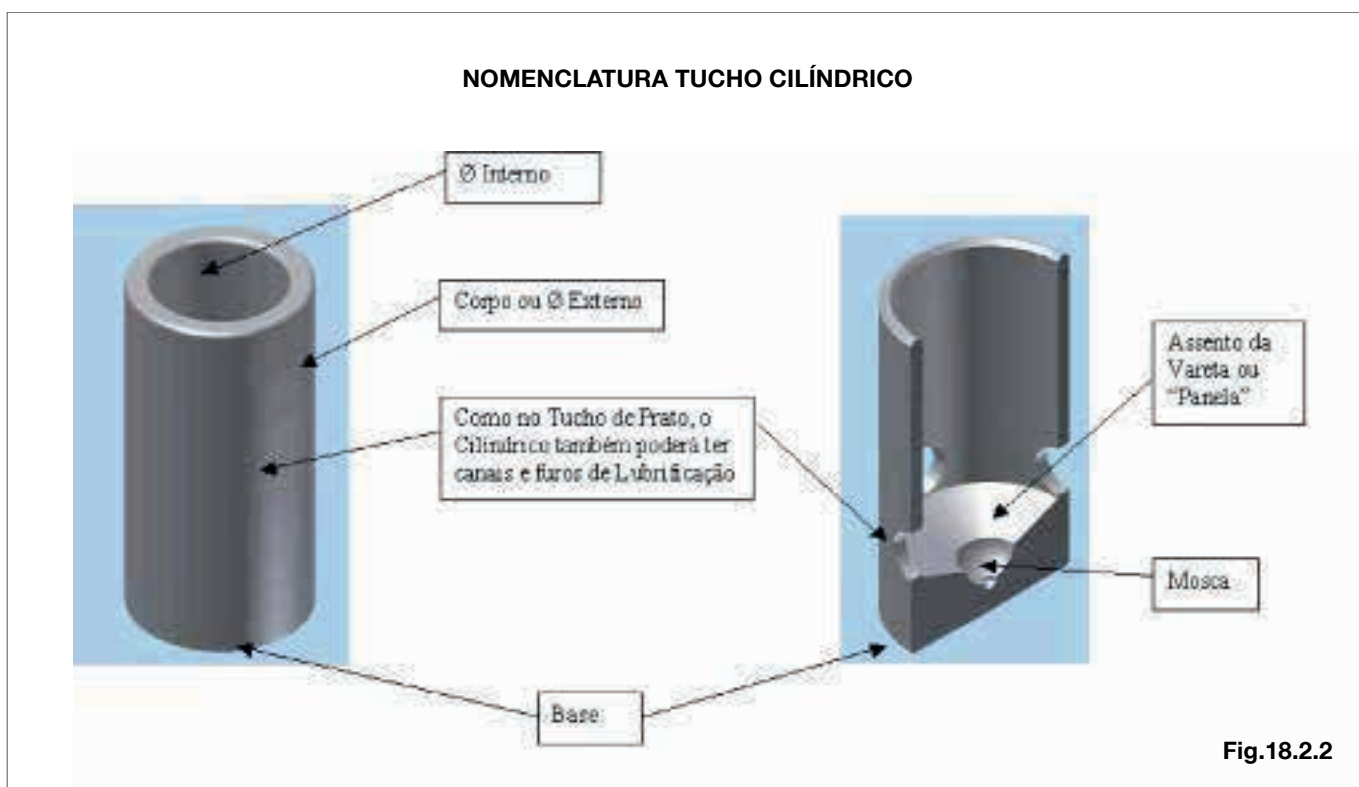 NOMENCLATURA TUCHO CILÍNDRICO
Ø Interno
Corpo ou Ø Externo
Como no Tucho de Prato, o
Cilindrico também poderá ter
canais e furos de Lubrificação
Assento da
Vareta ou
"Panela"
Mosca
Base
Fig.18.2.2